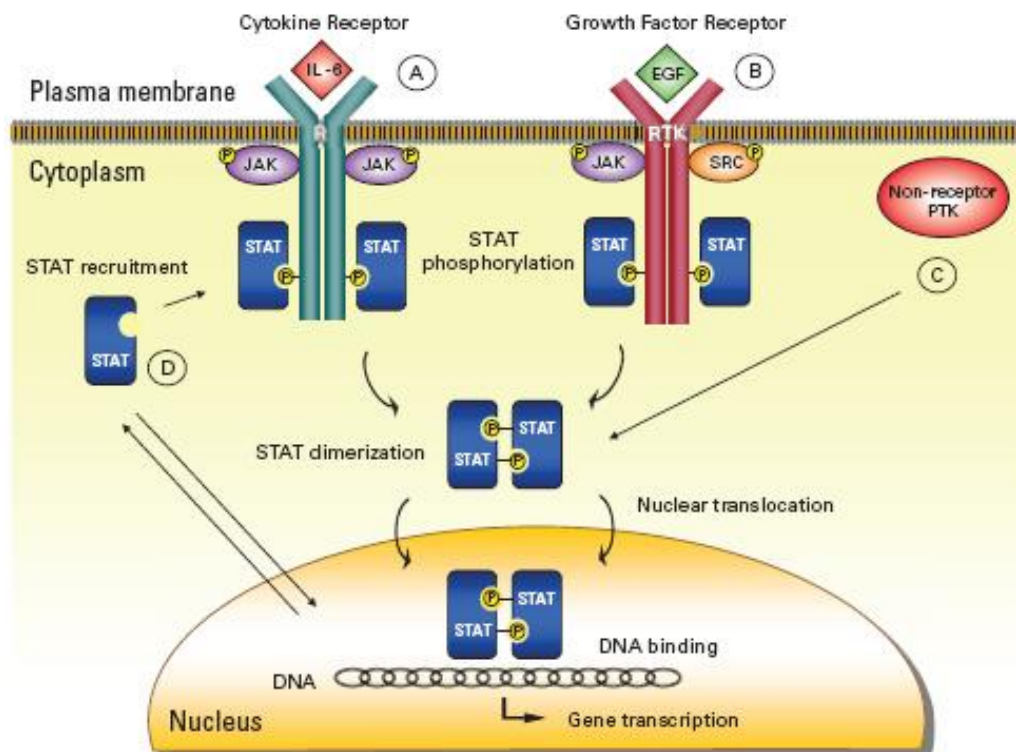 Cytokine Receptor
Growth Factor Receptor
IL-6
A
EGF
B
Plasma membrane
R
RTK
P
JAK
JAK
P
P
JAK
SRC
P
Cytoplasm
Non-receptor
PTK
STAT
STAT
STAT
phosphorylation
STAT
STAT
P
P
P
P
STAT recruitment
C
STAT
D
STAT dimerization
P
STAT
STAT
P
Nuclear translocation
P
STAT
STAT
P
DNA binding
DNA
Nucleus
Gene transcription